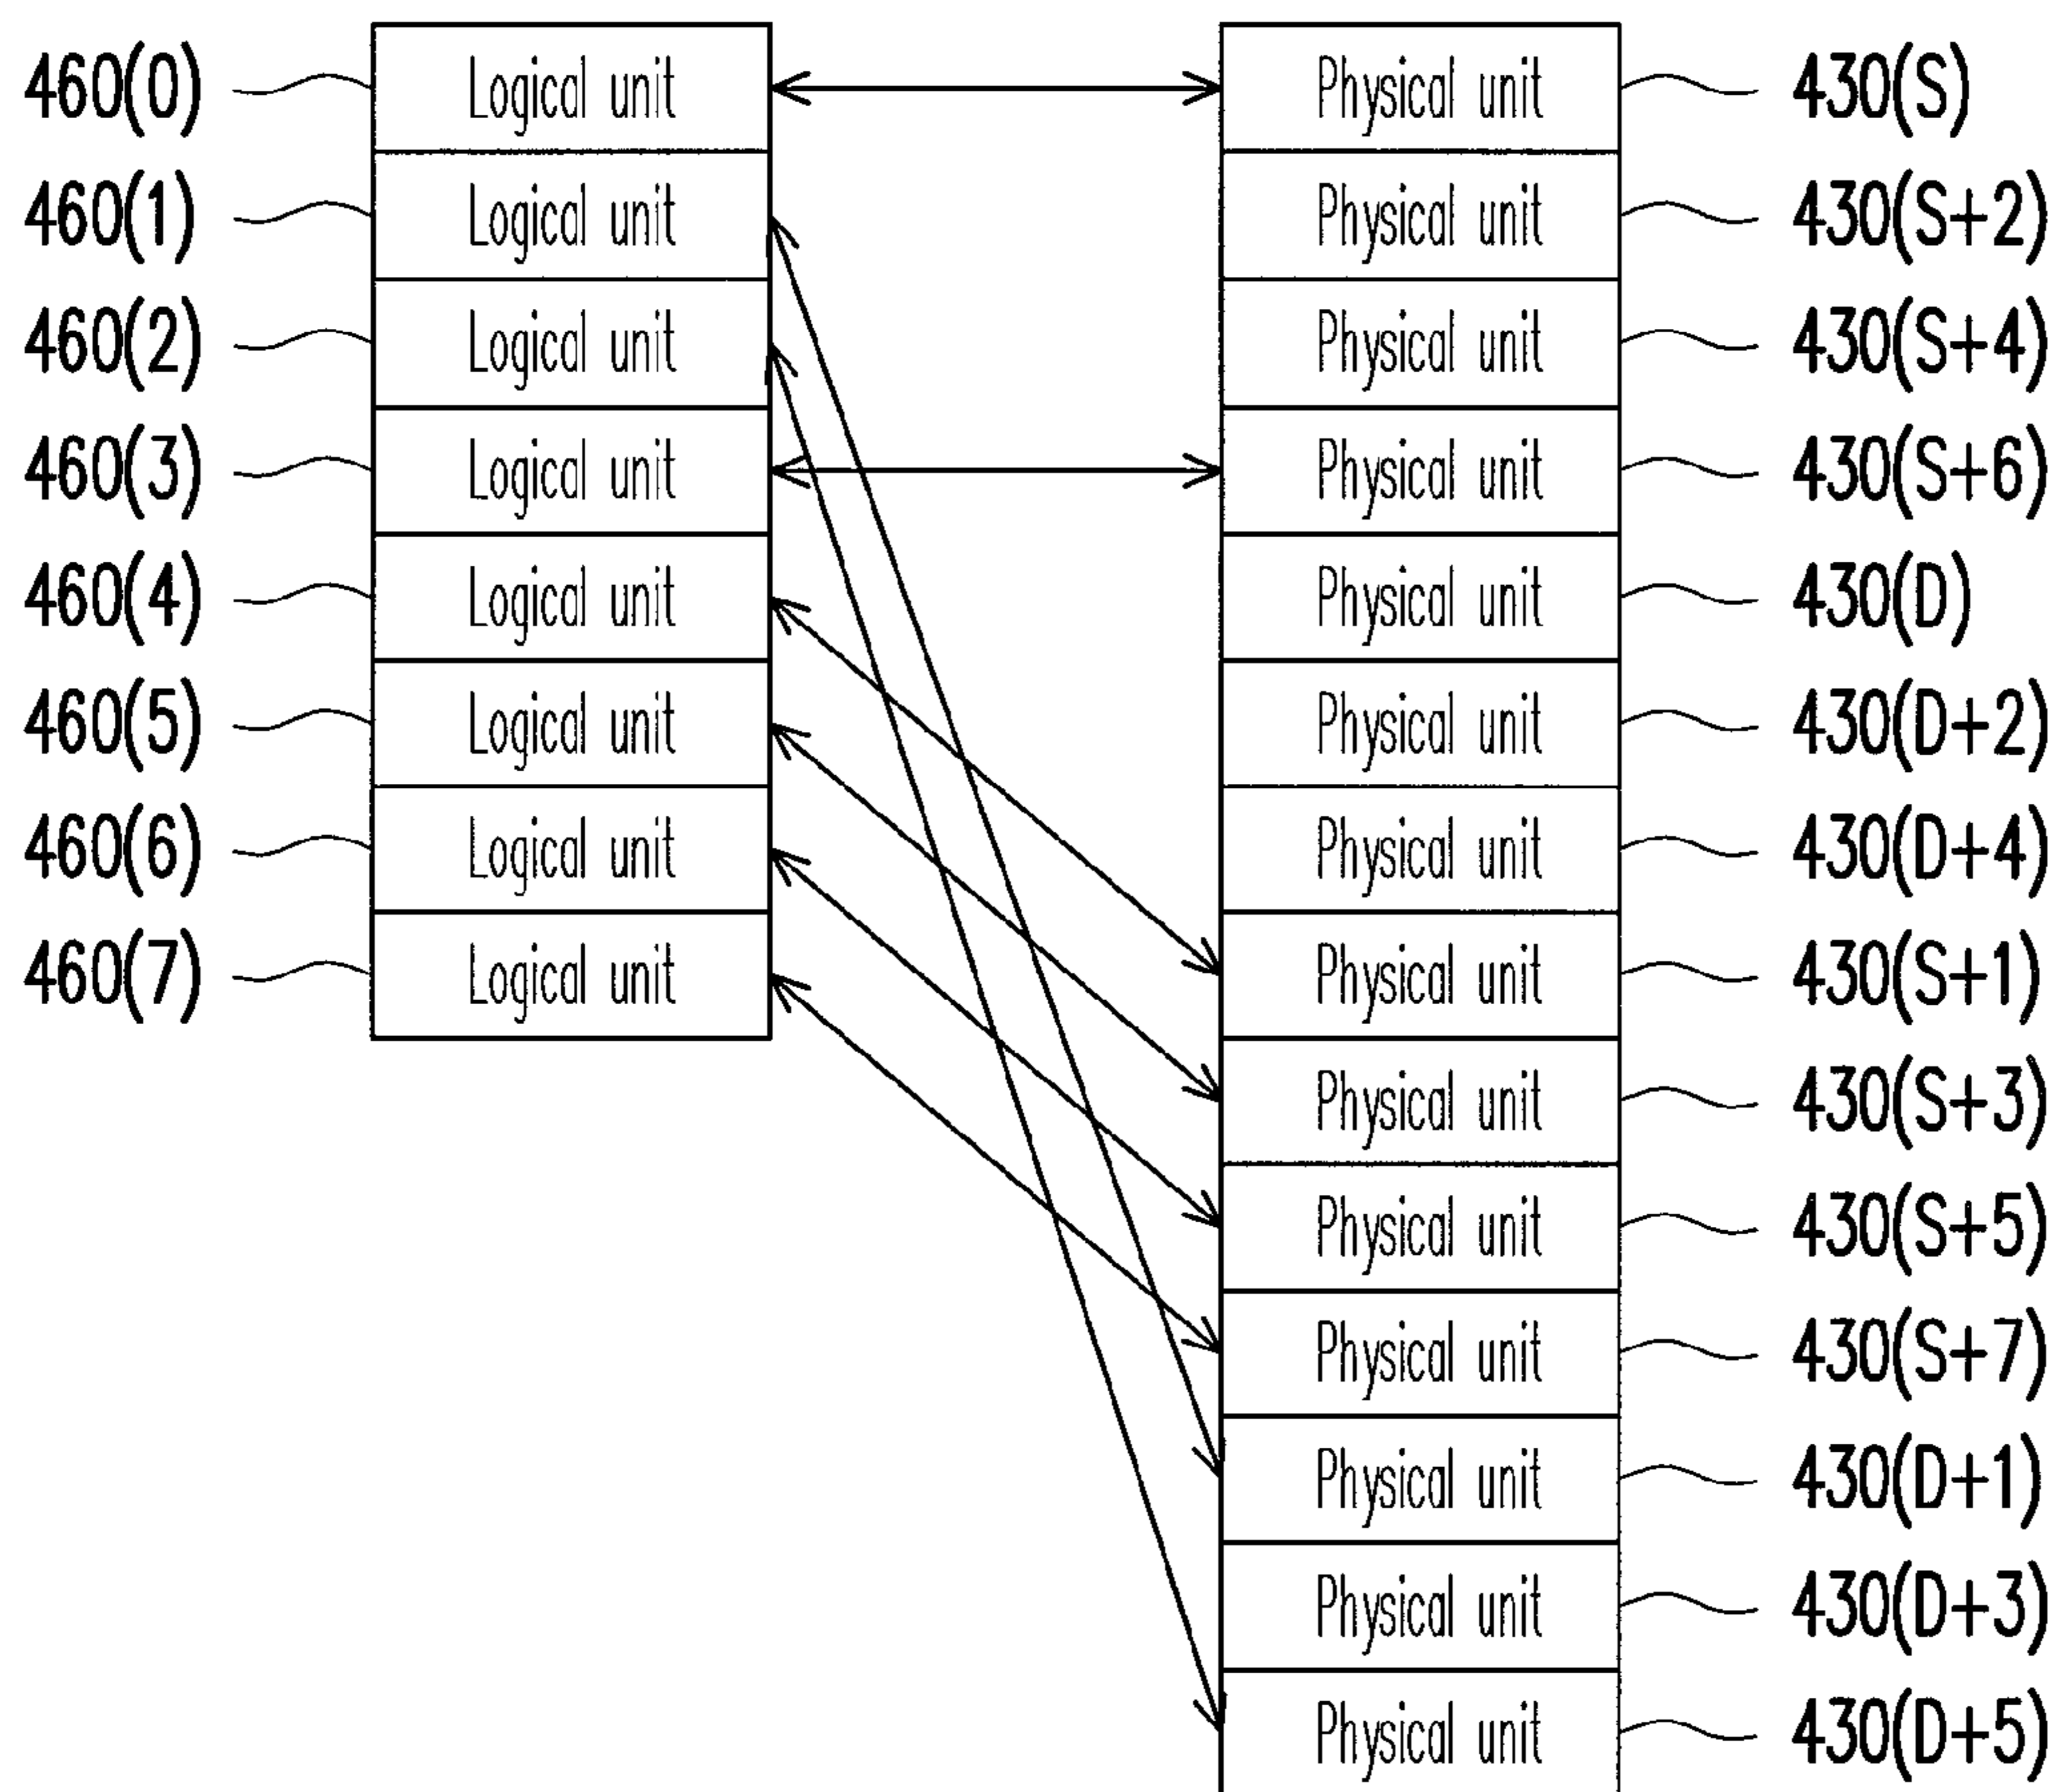 460(0) Logical unit Physical unit 430(S)
460(1) Logical unit Physical unit 430(S+2)
460(2) Logical unit Physical unit 430(S+4)
460(3) Logical unit Physical unit 430(S+6)
460(4) Logical unit Physical unit 430(D)
460(5) Logical unit Physical unit 430(D+2)
460(6) Logical unit Physical unit 430(D+4)
460(7) Logical unit Physical unit 430(S+1)
Physical unit 430(S+3)
Physical unit 430(S+5)
Physical unit 430(S+7)
Physical unit 430(D+1)
Physical unit 430(D+3)
Physical unit 430(D+5)